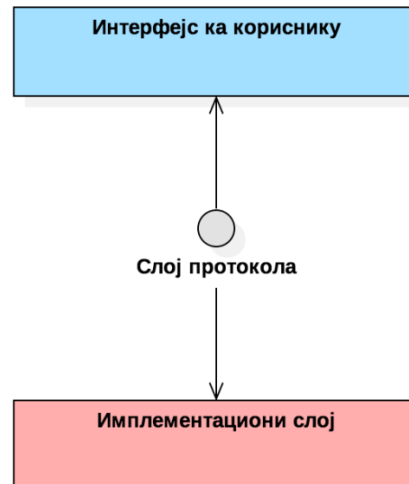 Интерфејс ка кориснику
Слој протокола
Имплементациони слој